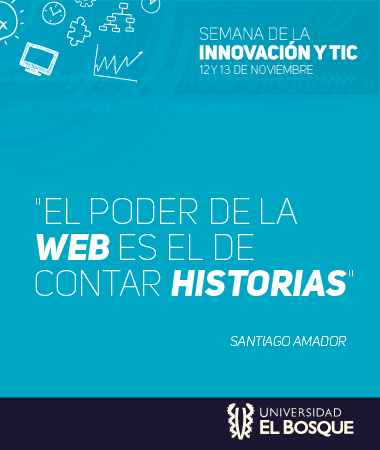 SEMANA DE LA
INNOVACIÓN Y TIC
12 Y 13 DE NOVIEMBRE
"EL PODER DE LA
WEB ES EL DE
CONTAR HISTORIAS"
SANTIAGO AMADOR
UNIVERSIDAD
EL BOSQUE